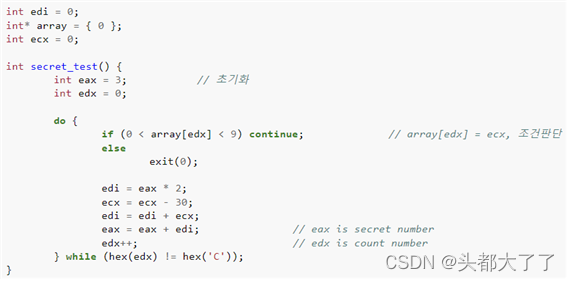 int edi = 0;
int* array = { 0 };
int ecx = 0;
int secret_test() {
int eax = 3; // 초기화
int edx = 0;
do {
if (0 < array[edx] < 9) continue; // array[edx] = ecx, 조건판단
else
exit(0);
edi = eax * 2;
ecx = ecx - 30;
edi = edi + ecx;
eax = eax + edi; // eax is secret number
edx++; // edx is count number
} while (hex(edx) != hex('C'));
}
CSDN @头都大了了